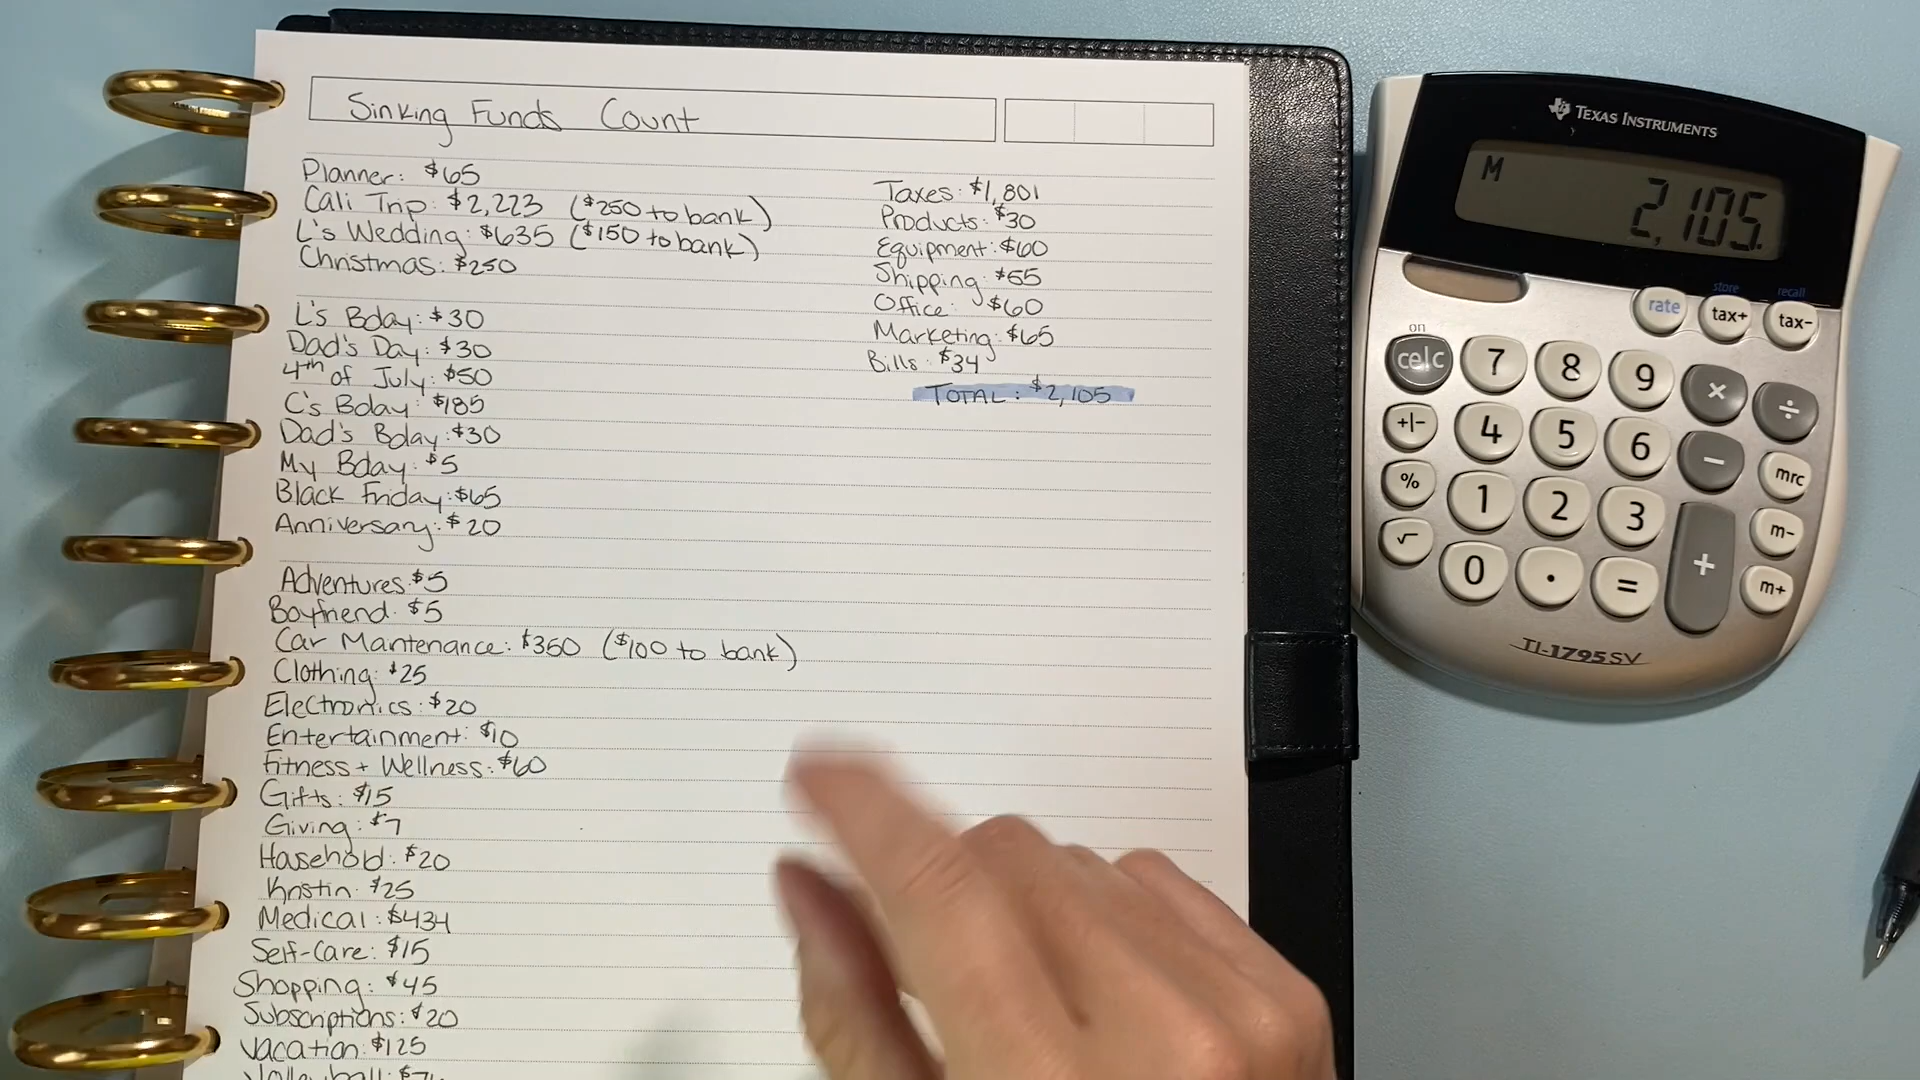 Sinking Funds Count
Planner: $65
Cali Trip: $2,223 ($250 to bank)
L's Wedding: $635 ($150 to bank)
Christmas: $250
L's Bday: $30
Dad's Day: $30
4th of July: $50
C's Bday: $185
Dad's Bday: $30
My Bday: $5
Black Friday: $65
Anniversary: $20
Adventures: $5
Boyfriend: $5
Car Mantenance: $360 ($100 to bank)
Clothing: $25
Electronics: $20
Entertainment: $10
Fitness + Wellness: $60
Gifts: $15
Giving: $7
Household: $20
Kristin: $25
Medical: $434
Self-Care: $15
Shopping: $45
Subscriptions: $20
Vacation: $125
Volleyball:
Taxes: $1,801
Products: $30
Equipment: $60
Shipping: $55
Office: $60
Marketing: $65
Bills: $34
TOTAL: $2,105
TEXAS INSTRUMENTS
M
2,105.
store recall
rate tax+ tax-
on
ce/c 7 8 9 × ÷
+|- 4 5 6 − mrc
% 1 2 3 + m-
√ 0 . = m+
TI-1795SV